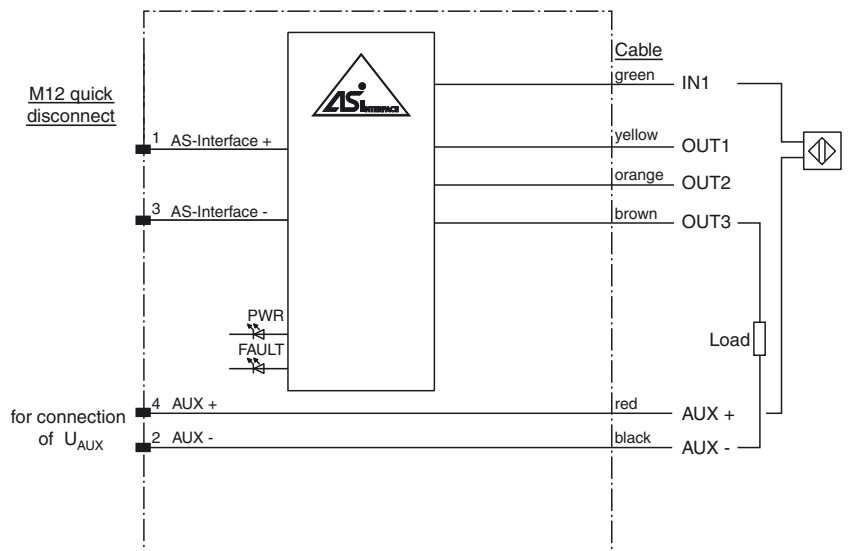 M12 quick
disconnect
1 AS-Interface +
3 AS-Interface -
ASi INTERFACE
PWR
FAULT
for connection
of UAUX
4 AUX +
2 AUX -
Cable
green IN1
yellow OUT1
orange OUT2
brown OUT3
Load
red AUX +
black AUX -